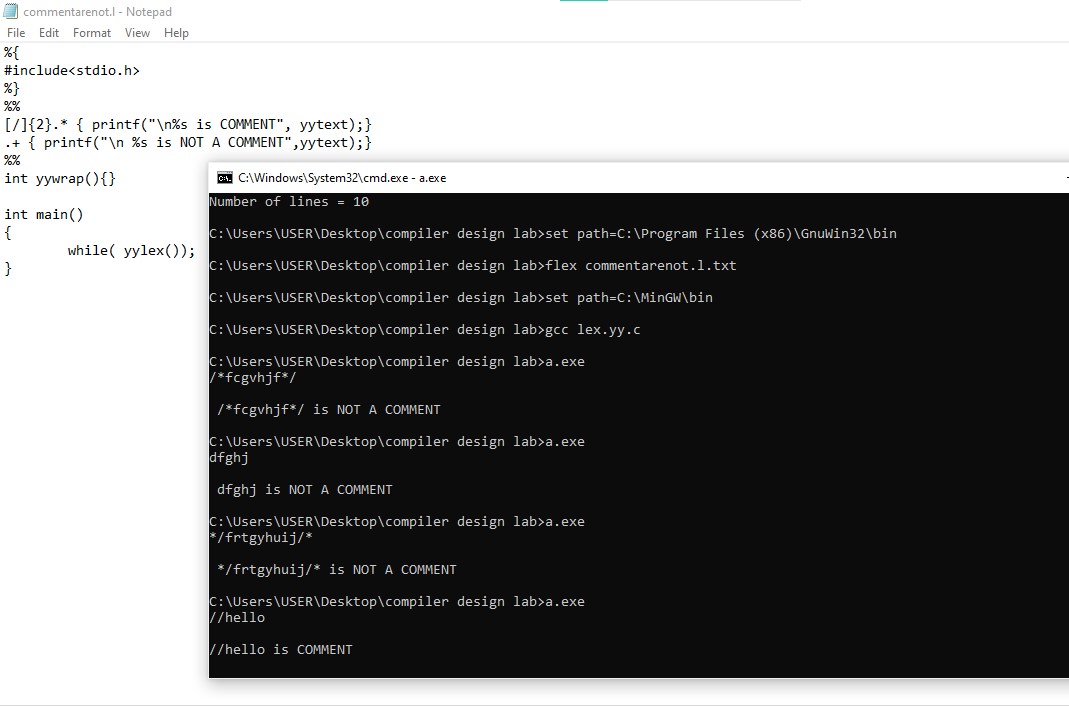 commentarenot.l - Notepad
File Edit Format View Help
%{
#include<stdio.h>
%}
%%
[/]{2}.* { printf("\n%s is COMMENT", yytext);}
.+ { printf("\n %s is NOT A COMMENT",yytext);}
%%
int yywrap(){}
int main()
{
while( yylex());
}
C:\Windows\System32\cmd.exe - a.exe
Number of lines = 10
C:\Users\USER\Desktop\compiler design lab>set path=C:\Program Files (x86)\GnuWin32\bin
C:\Users\USER\Desktop\compiler design lab>flex commentarenot.l.txt
C:\Users\USER\Desktop\compiler design lab>set path=C:\MinGW\bin
C:\Users\USER\Desktop\compiler design lab>gcc lex.yy.c
C:\Users\USER\Desktop\compiler design lab>a.exe
/*fcgvhjf*/
/*fcgvhjf*/ is NOT A COMMENT
C:\Users\USER\Desktop\compiler design lab>a.exe
dfghj
dfghj is NOT A COMMENT
C:\Users\USER\Desktop\compiler design lab>a.exe
*/frtgyhuij/*
*/frtgyhuij/* is NOT A COMMENT
C:\Users\USER\Desktop\compiler design lab>a.exe
//hello
//hello is COMMENT